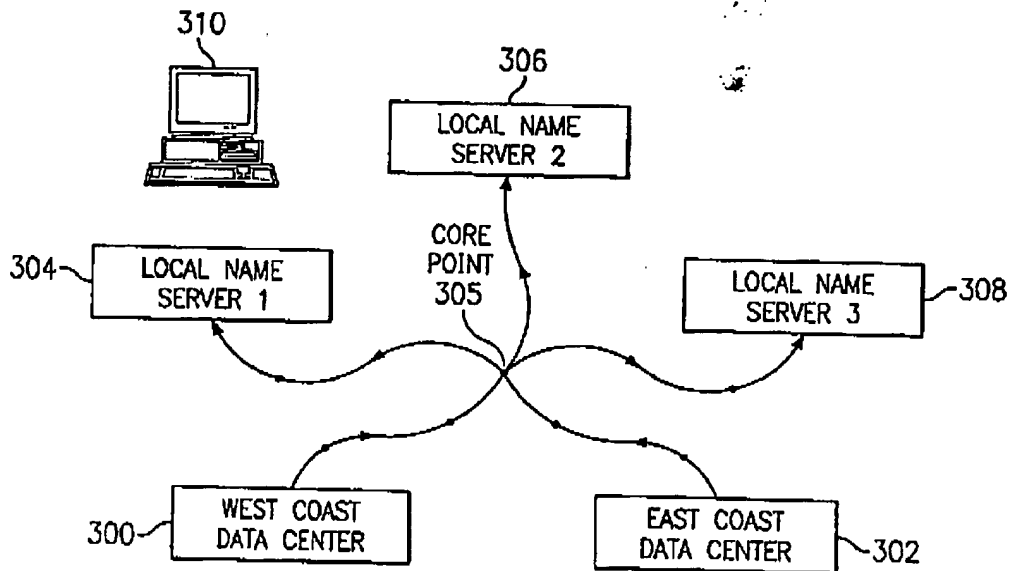 310
306
LOCAL NAME
SERVER 2
CORE
POINT
305
304
LOCAL NAME
SERVER 1
LOCAL NAME
SERVER 3
308
300
WEST COAST
DATA CENTER
EAST COAST
DATA CENTER
302